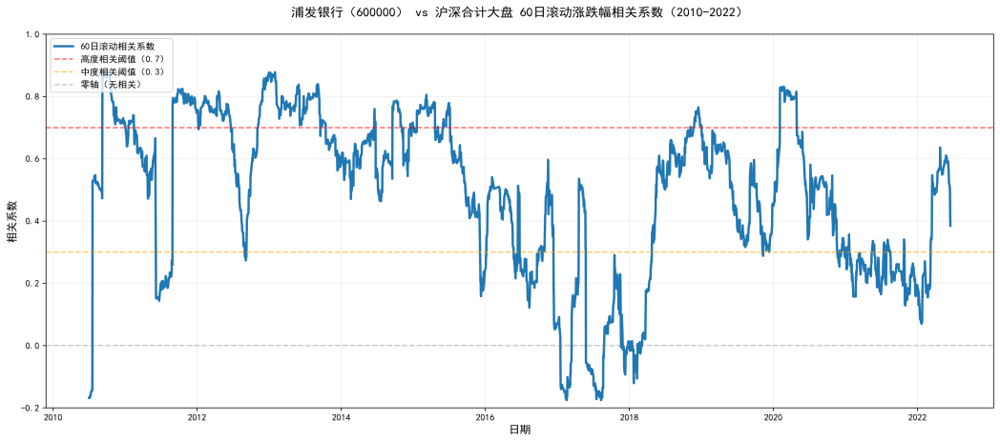 浦发银行（600000） vs 沪深合计大盘 60日滚动涨跌幅相关系数（2010-2022）
60日滚动相关系数
高度相关阈值（0.7）
中度相关阈值（0.3）
零轴（无相关）
相关系数
1.0
0.8
0.6
0.4
0.2
0.0
-0.2
2010
2012
2014
2016
2018
2020
2022
日期